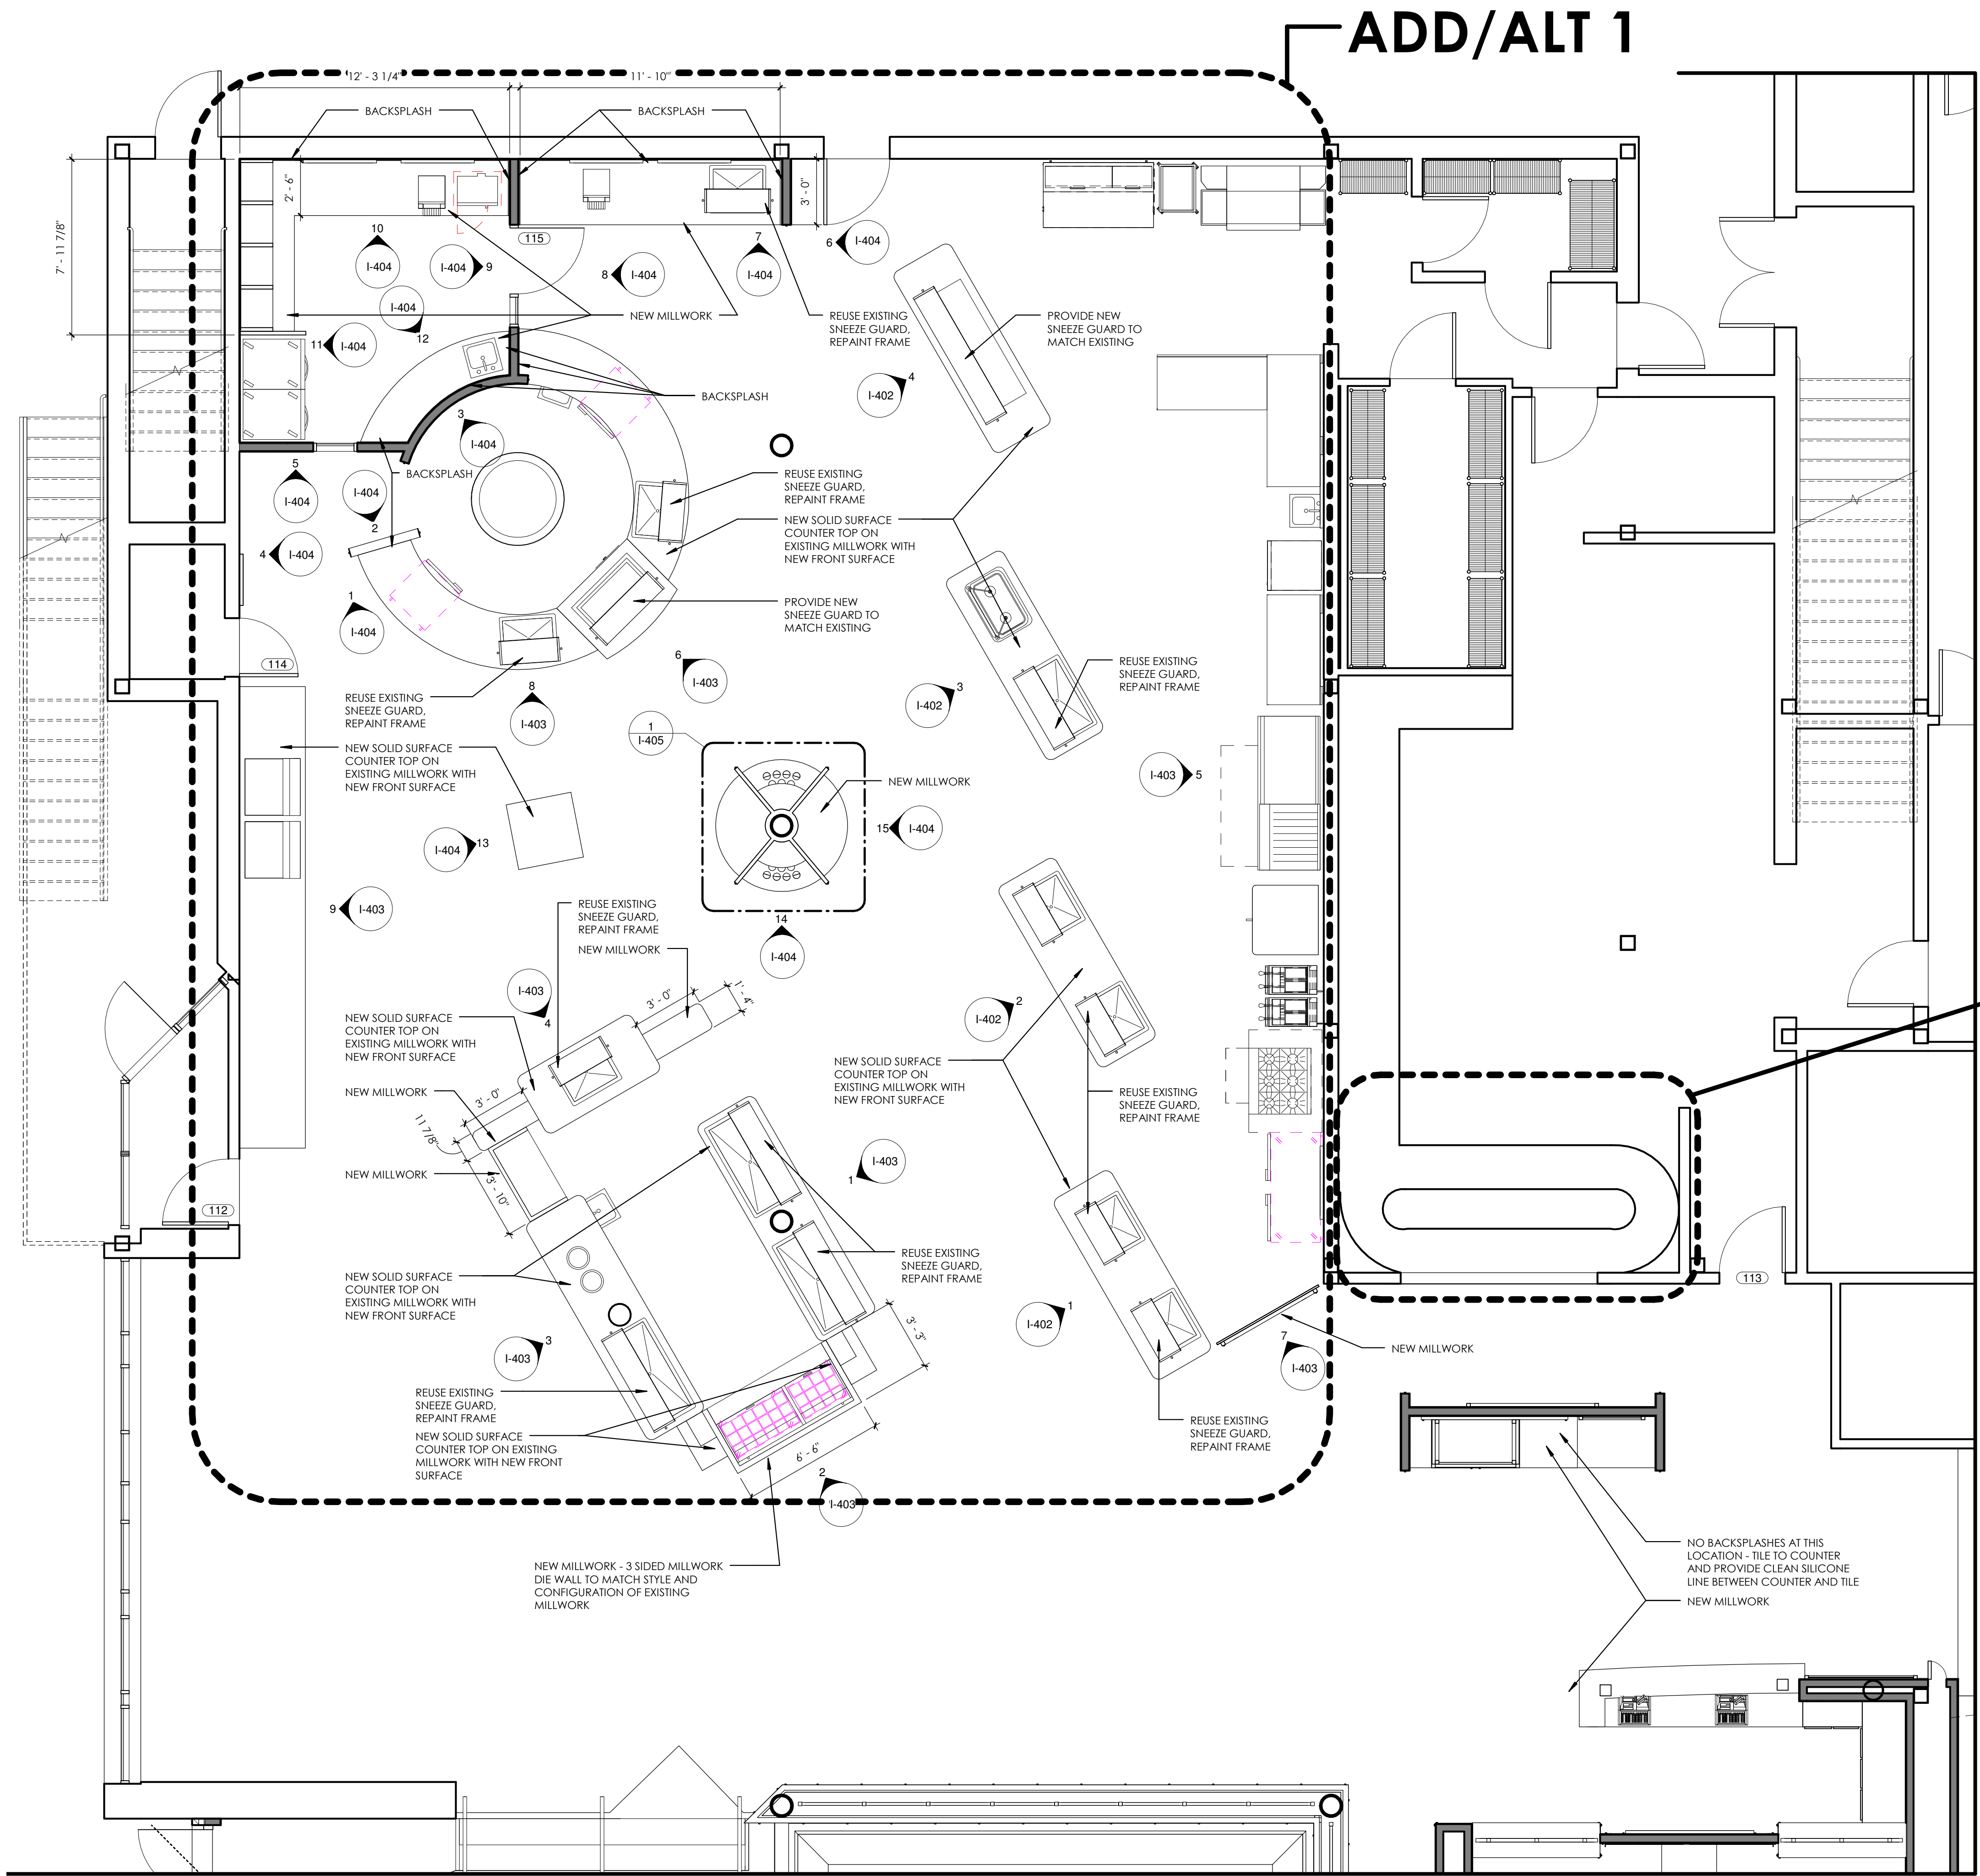 ADD/ALT 1
12' - 3 1/4"
11' - 10"
BACKSPLASH
BACKSPLASH
7' - 11 7/8"
2' - 6"
3' - 0"
115
10
I-404
I-404
9
8
I-404
7
I-404
6
I-404
I-404
12
11
I-404
NEW MILLWORK
REUSE EXISTING
SNEEZE GUARD,
REPAINT FRAME
PROVIDE NEW
SNEEZE GUARD TO
MATCH EXISTING
4
I-402
BACKSPLASH
3
I-404
BACKSPLASH
5
I-404
I-404
2
4
I-404
REUSE EXISTING
SNEEZE GUARD,
REPAINT FRAME
NEW SOLID SURFACE
COUNTER TOP ON
EXISTING MILLWORK WITH
NEW FRONT SURFACE
PROVIDE NEW
SNEEZE GUARD TO
MATCH EXISTING
1
I-404
114
6
I-403
REUSE EXISTING
SNEEZE GUARD,
REPAINT FRAME
3
I-402
REUSE EXISTING
SNEEZE GUARD,
REPAINT FRAME
8
I-403
1
I-405
NEW SOLID SURFACE
COUNTER TOP ON
EXISTING MILLWORK WITH
NEW FRONT SURFACE
NEW MILLWORK
I-403
5
I-404
13
15
I-404
9
I-403
14
I-404
REUSE EXISTING
SNEEZE GUARD,
REPAINT FRAME
NEW MILLWORK
I-403
4
3' - 0"
1' - 4"
2
I-402
NEW SOLID SURFACE
COUNTER TOP ON
EXISTING MILLWORK WITH
NEW FRONT SURFACE
NEW SOLID SURFACE
COUNTER TOP ON
EXISTING MILLWORK WITH
NEW FRONT SURFACE
NEW MILLWORK
3' - 0"
11 7/8"
REUSE EXISTING
SNEEZE GUARD,
REPAINT FRAME
NEW MILLWORK
3' - 10"
I-403
1
112
REUSE EXISTING
SNEEZE GUARD,
REPAINT FRAME
113
NEW SOLID SURFACE
COUNTER TOP ON
EXISTING MILLWORK WITH
NEW FRONT SURFACE
3' - 3"
1
I-402
3
I-403
7
I-403
NEW MILLWORK
REUSE EXISTING
SNEEZE GUARD,
REPAINT FRAME
NEW SOLID SURFACE
COUNTER TOP ON EXISTING
MILLWORK WITH NEW FRONT
SURFACE
6' - 6"
2
I-403
REUSE EXISTING
SNEEZE GUARD,
REPAINT FRAME
NEW MILLWORK - 3 SIDED MILLWORK
DIE WALL TO MATCH STYLE AND
CONFIGURATION OF EXISTING
MILLWORK
NO BACKSPLASHES AT THIS
LOCATION - TILE TO COUNTER
AND PROVIDE CLEAN SILICONE
LINE BETWEEN COUNTER AND TILE
NEW MILLWORK